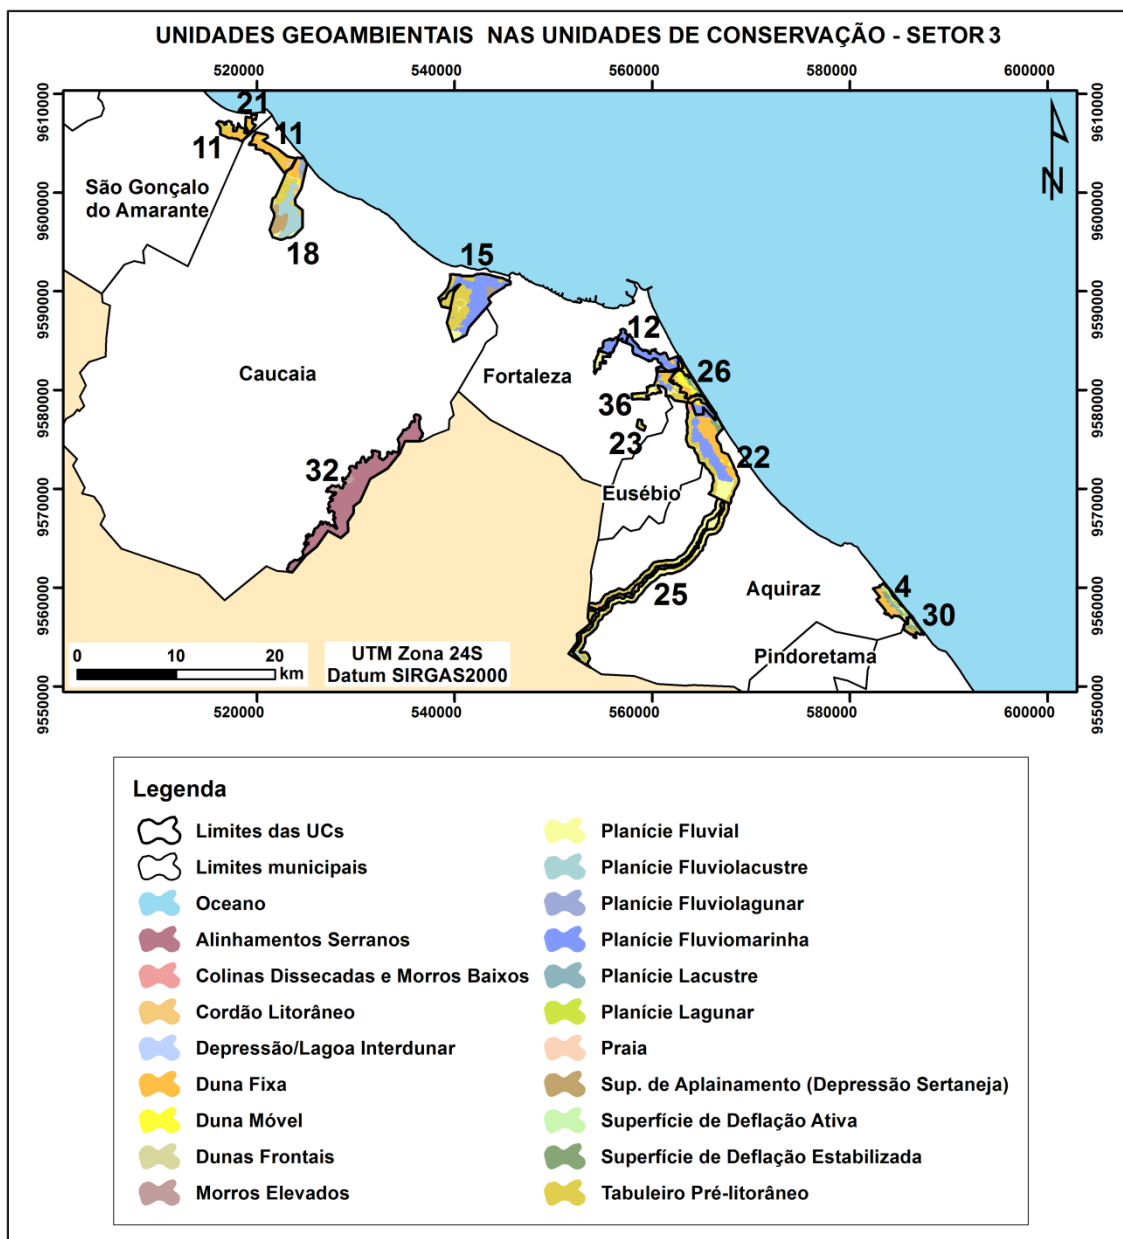 UNIDADES GEOAMBIENTAIS NAS UNIDADES DE CONSERVAÇÃO - SETOR 3
520000 540000 560000 580000 600000
9610000 9610000
21
11 11
São Gonçalo
do Amarante
9600000 9600000
N
18
15
9590000 9590000
12
Caucaia
Fortaleza
26
9580000 9580000
36
23
32
22
Eusébio
9570000 9570000
25
Aquiraz
4
9560000 9560000
30
0 10 20
km
UTM Zona 24S
Datum SIRGAS2000
Pindoretama
9550000 9550000
520000 540000 560000 580000 600000
Legenda
Limites das UCs
Limites municipais
Oceano
Alinhamentos Serranos
Colinas Dissecadas e Morros Baixos
Cordão Litorâneo
Depressão/Lagoa Interdunar
Duna Fixa
Duna Móvel
Dunas Frontais
Morros Elevados
Planície Fluvial
Planície Fluviolacustre
Planície Fluviolagunar
Planície Fluviomarinha
Planície Lacustre
Planície Lagunar
Praia
Sup. de Aplainamento (Depressão Sertaneja)
Superfície de Deflação Ativa
Superfície de Deflação Estabilizada
Tabuleiro Pré-litorâneo